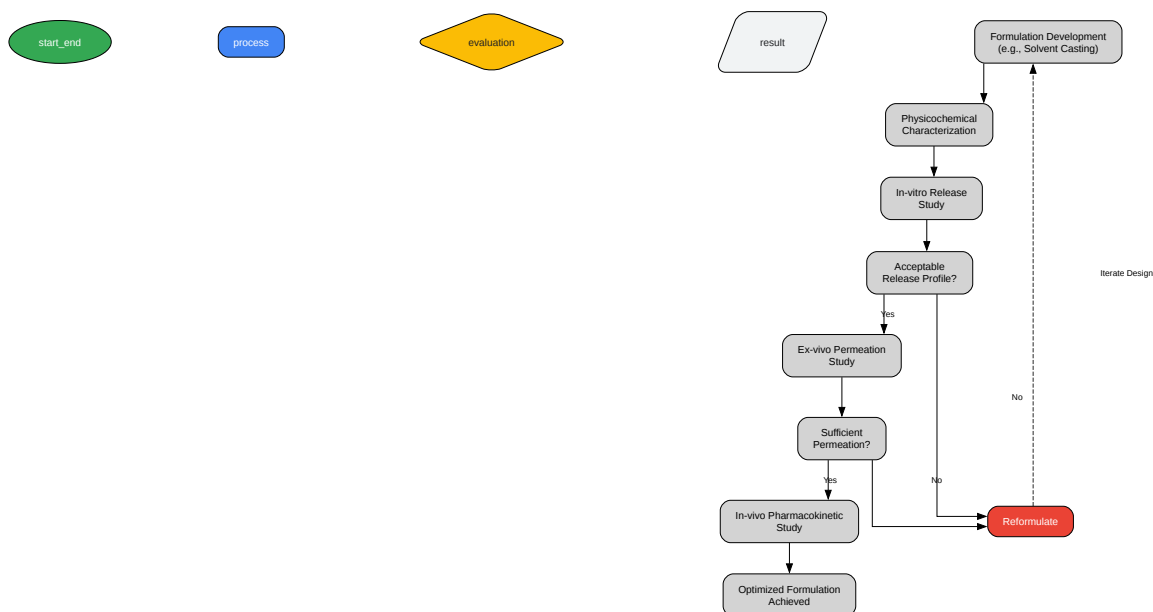 start_end
process
evaluation
result
Formulation Development
(e.g., Solvent Casting)
Physicochemical
Characterization
In-vitro Release
Study
Acceptable
Release Profile?
Iterate Design
Yes
Ex-vivo Permeation
Study
No
Sufficient
Permeation?
Yes
No
In-vivo Pharmacokinetic
Study
Reformulate
Optimized Formulation
Achieved